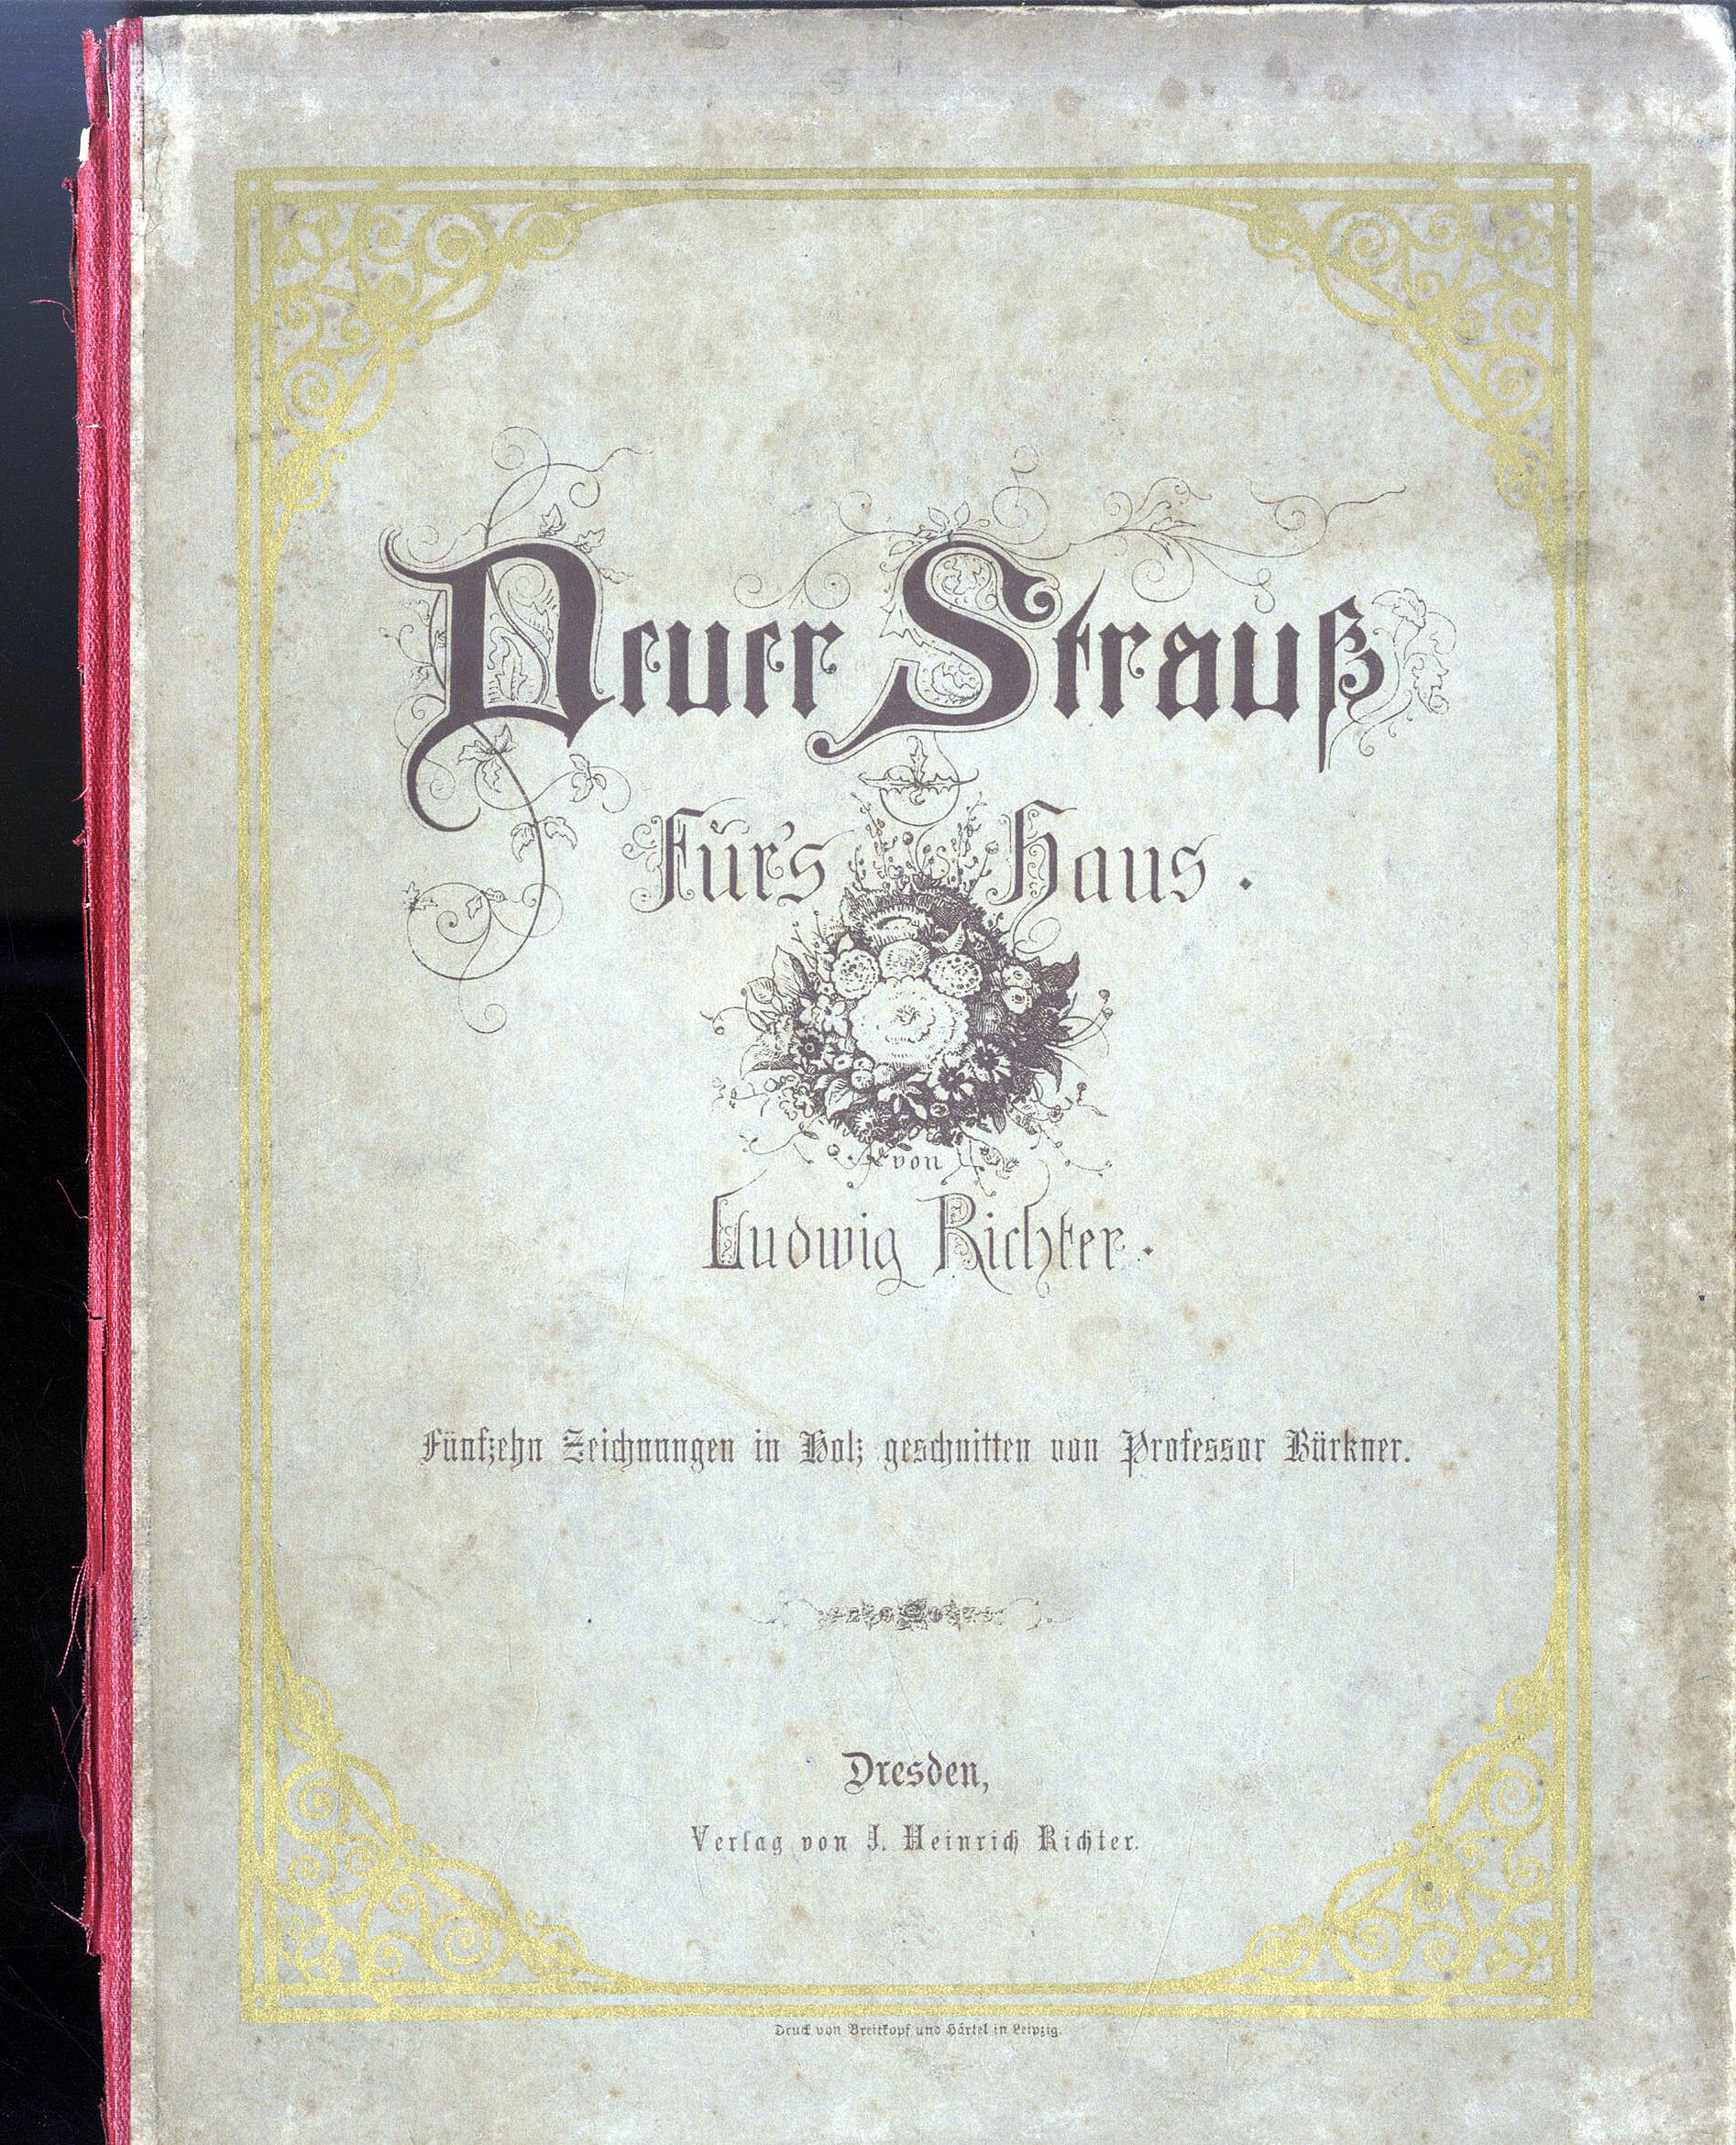 Neuer Strauß
Für's Haus.
von
Ludwig Richter.
Fünfzehn Zeichnungen in Holz geschnitten von Professor Bürkner.
Dresden,
Verlag von J. Heinrich Richter.
Druck von Breitkopf und Härtel in Leipzig.